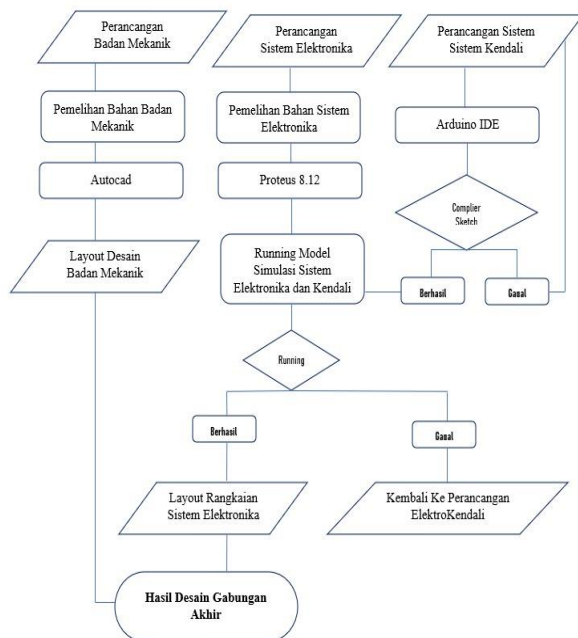 Perancangan
Badan Mekanik
Perancangan
Sistem Elektronika
Perancangan Sistem
Sistem Kendali
Pemelihan Bahan Badan
Mekanik
Pemelihan Bahan Sistem
Elektronika
Arduino IDE
Autocad
Proteus 8.12
Complier
Sketch
Layout Desain
Badan Mekanik
Running Model
Simulasi Sistem
Elektronika dan Kendali
Berhasil
Gagal
Running
Berhasil
Gagal
Layout Rangkaian
Sistem Elektronika
Kembali Ke Perancangan
ElektroKendali
Hasil Desain Gabungan
Akhir